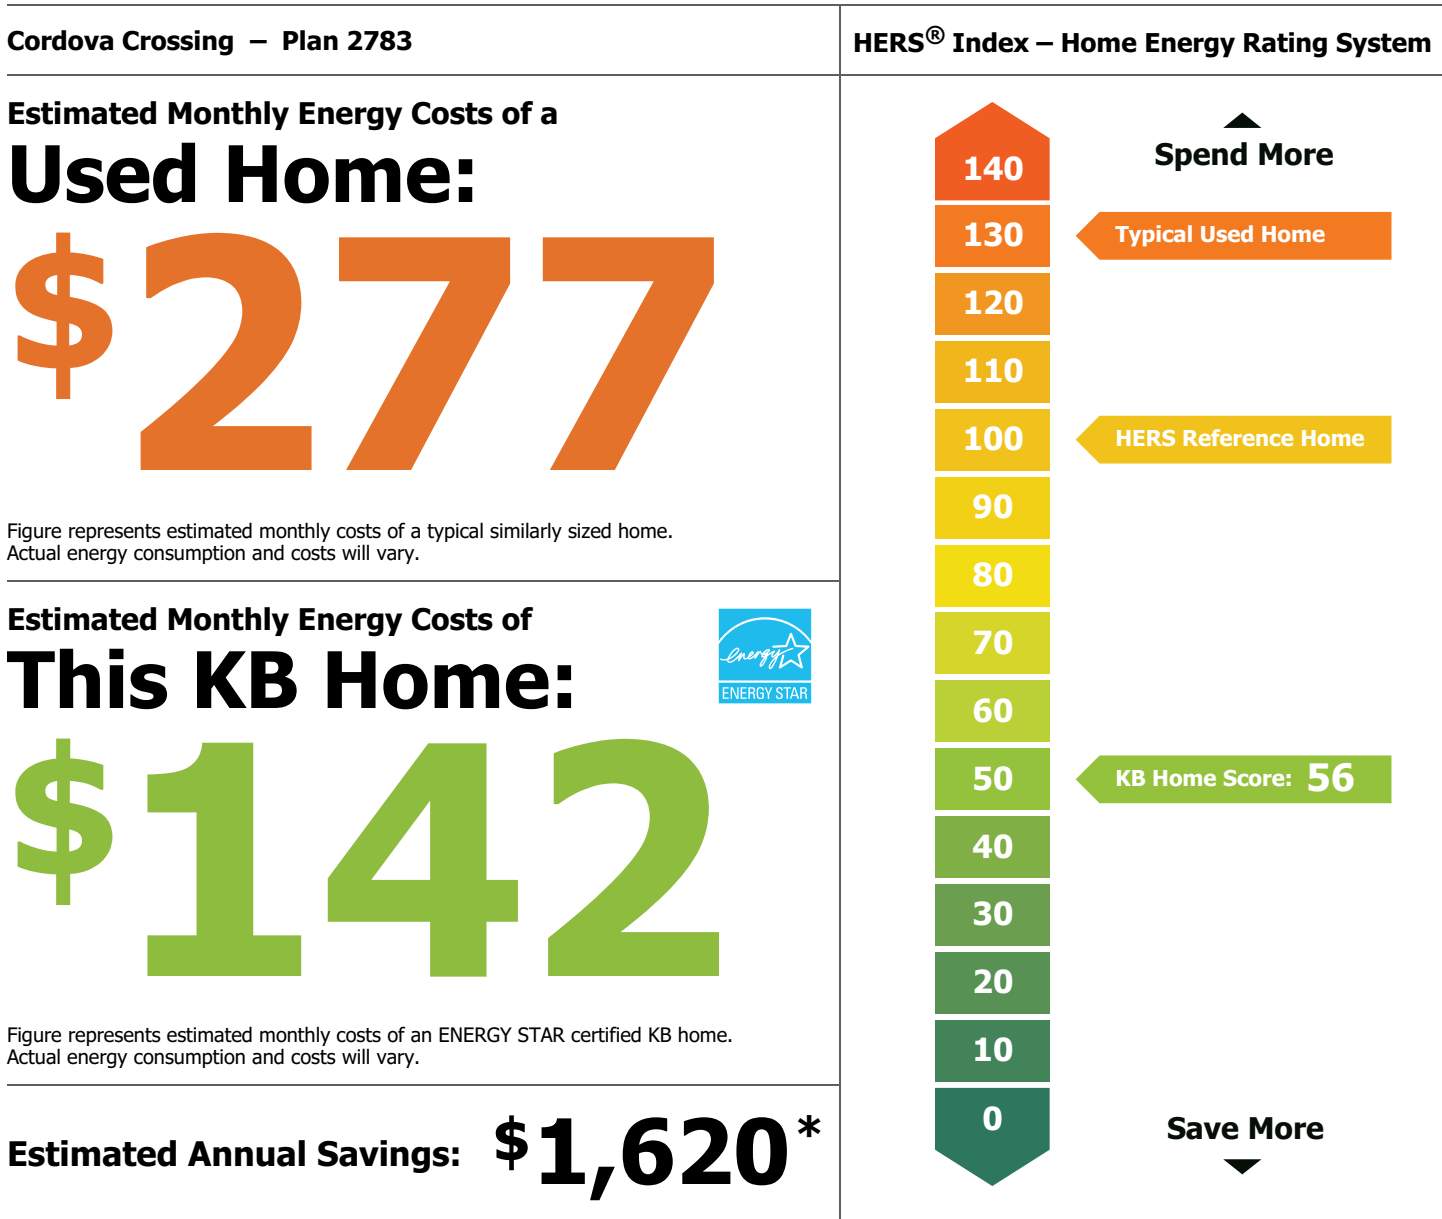 Cordova Crossing – Plan 2783
Estimated Monthly Energy Costs of a
Used Home:
$277
Figure represents estimated monthly costs of a typical similarly sized home.
Actual energy consumption and costs will vary.
Estimated Monthly Energy Costs of
This KB Home:
energy
ENERGY STAR
$142
Figure represents estimated monthly costs of an ENERGY STAR certified KB home.
Actual energy consumption and costs will vary.
Estimated Annual Savings: $1,620*
HERS® Index – Home Energy Rating System
Spend More
140
130 Typical Used Home
120
110
100 HERS Reference Home
90
80
70
60
50 KB Home Score: 56
40
30
20
10
0
Save More